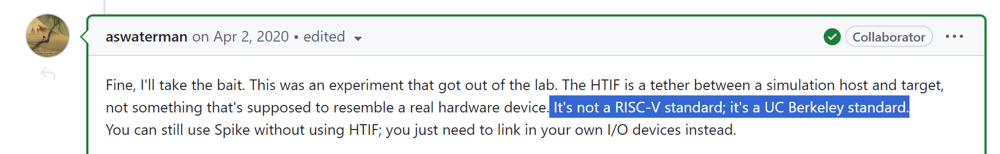 aswaterman on Apr 2, 2020 • edited
Collaborator
Fine, I'll take the bait. This was an experiment that got out of the lab. The HTIF is a tether between a simulation host and target,
not something that's supposed to resemble a real hardware device. It's not a RISC-V standard; it's a UC Berkeley standard.
You can still use Spike without using HTIF; you just need to link in your own I/O devices instead.